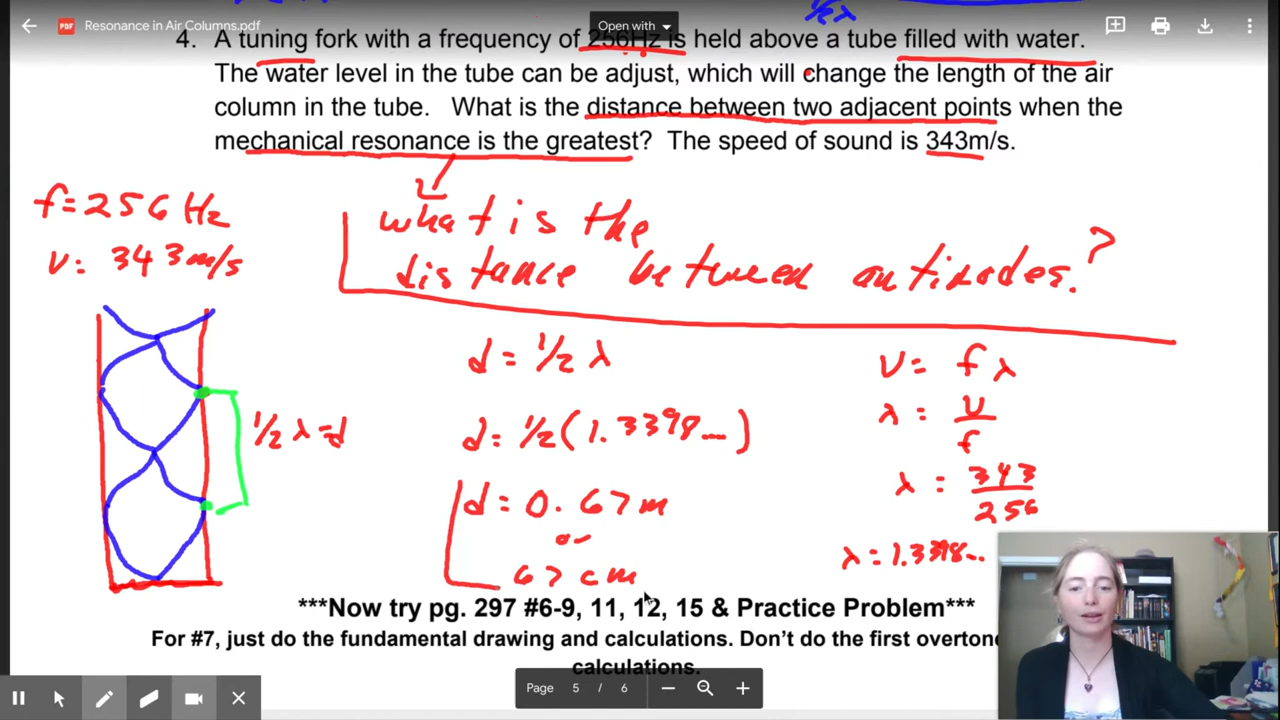 Resonance in Air Columns.pdf
Open with
½λ
4. A tuning fork with a frequency of 256Hz is held above a tube filled with water.
The water level in the tube can be adjust, which will change the length of the air
column in the tube. What is the distance between two adjacent points when the
mechanical resonance is the greatest? The speed of sound is 343m/s.
f=256 Hz
v: 343m/s
what is the
distance between antinodes.?
½λ=d
d=½λ
d=½(1.3398...)
d=0.67m
or
67cm
v=fλ
λ=v/f
λ=343/256
λ=1.3398...
***Now try pg. 297 #6-9, 11, 12, 15 & Practice Problem***
For #7, just do the fundamental drawing and calculations. Don't do the first
calculations.
Page 5 / 6